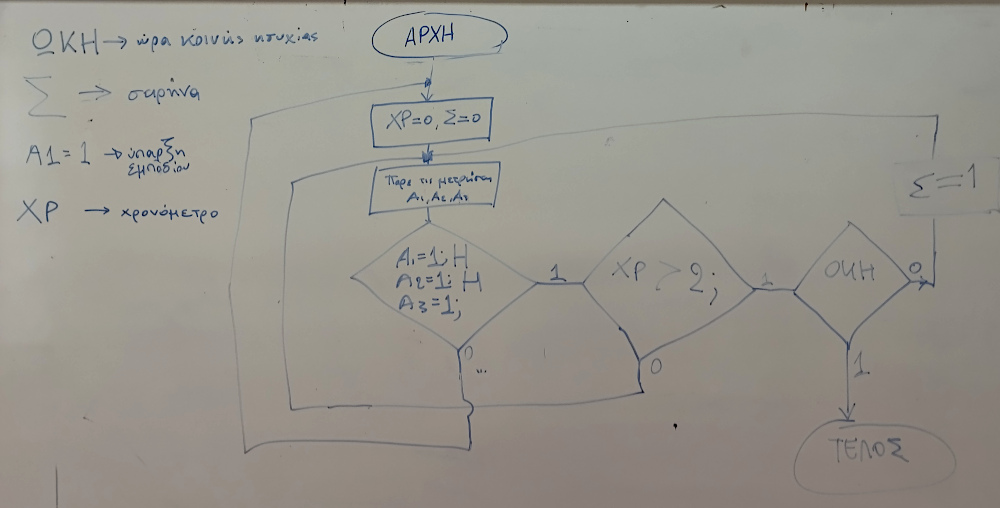 ΩΚΗ → ώρα κοινής ησυχίας
Σ → σειρήνα
Α1=1 → ύπαρξη
εμποδίου
ΧΡ → χρονόμετρο
ΑΡΧΗ
ΧΡ=0, Σ=0
Πάρε τις μετρήσεις
Α1, Α2, Α3
Α1=1; Η
Α2=1; Η
Α3=1;
1
0
...
ΧΡ > 2;
1
0
ΩΚΗ
0
1
Σ=1
ΤΕΛΟΣ